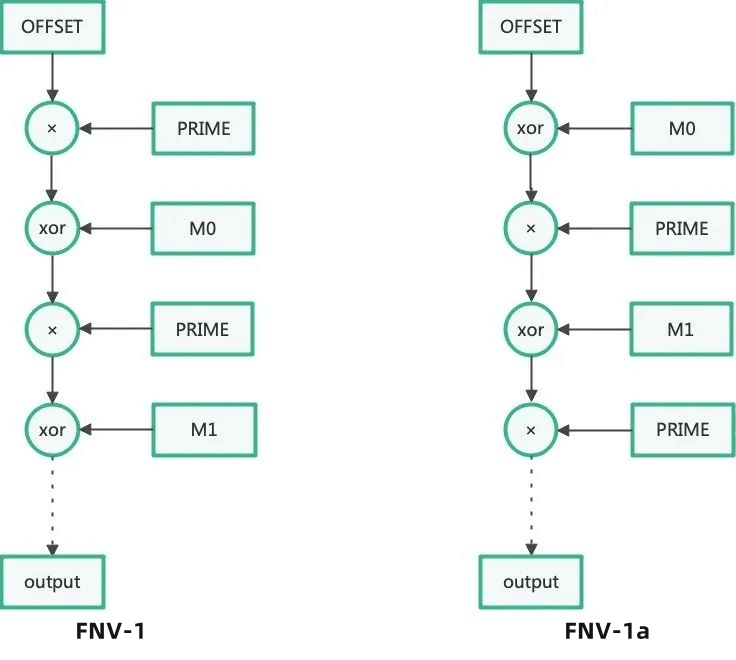 OFFSET
×
PRIME
xor
M0
×
PRIME
xor
M1
output
FNV-1
OFFSET
xor
M0
×
PRIME
xor
M1
×
PRIME
output
FNV-1a